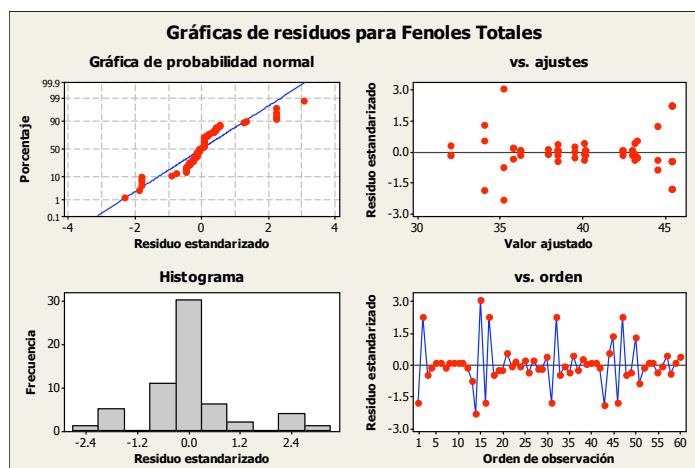 Gráficas de residuos para Fenoles Totales
Gráfica de probabilidad normal
99.9
99
90
50
10
1
0.1
Porcentaje
-4 -2 0 2 4
Residuo estandarizado
vs. ajustes
3.0
1.5
0.0
-1.5
-3.0
Residuo estandarizado
30 35 40 45
Valor ajustado
Histograma
30
20
10
0
Frecuencia
-2.4 -1.2 0.0 1.2 2.4
Residuo estandarizado
vs. orden
3.0
1.5
0.0
-1.5
-3.0
Residuo estandarizado
1 5 10 15 20 25 30 35 40 45 50 55 60
Orden de observación